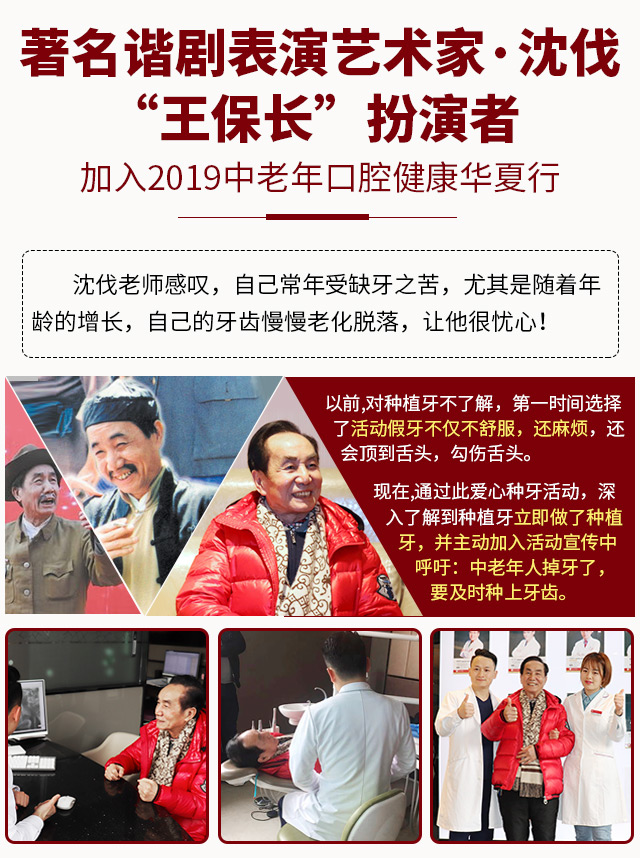 著名谐剧表演艺术家·沈伐
“王保长”扮演者
加入2019中老年口腔健康华夏行
沈伐老师感叹，自己常年受缺牙之苦，尤其是随着年
龄的增长，自己的牙齿慢慢老化脱落，让他很忧心！
以前,对种植牙不了解，第一时间选择
了活动假牙不仅不舒服，还麻烦，还
会顶到舌头，勾伤舌头。
现在,通过此爱心种牙活动，深
入了解到种植牙立即做了种植
牙，并主动加入活动宣传中
呼吁：中老年人掉牙了，
要及时种上牙齿。